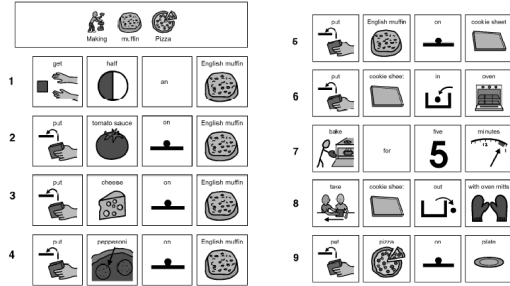 Making muffin Pizza
1 get half an English muffin
2 put tomato sauce on English muffin
3 put cheese on English muffin
4 put pepperoni on English muffin
5 put English muffin on cookie sheet
6 put cookie sheet in oven
7 bake for five 5 minutes
8 take cookie sheet out with oven mitts
9 put pizza on plate